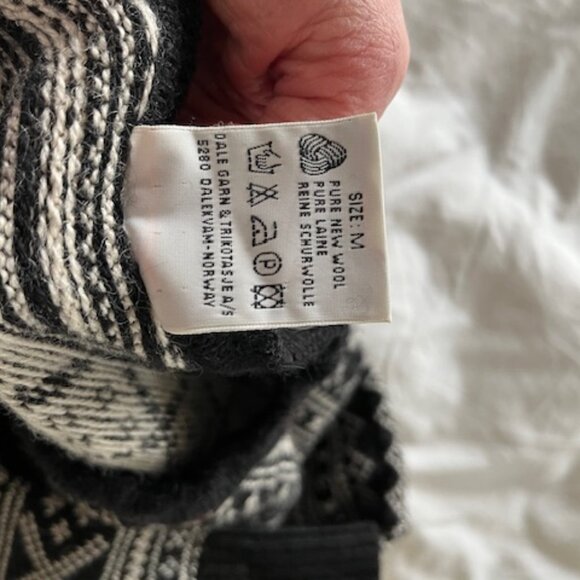 SIZE: M
PURE NEW WOOL
PURE LAINE
REINE SCHURWOLLE
P
DALE GARN & TRIKOTASJE A/S
5280 DALEKVAM-NORWAY